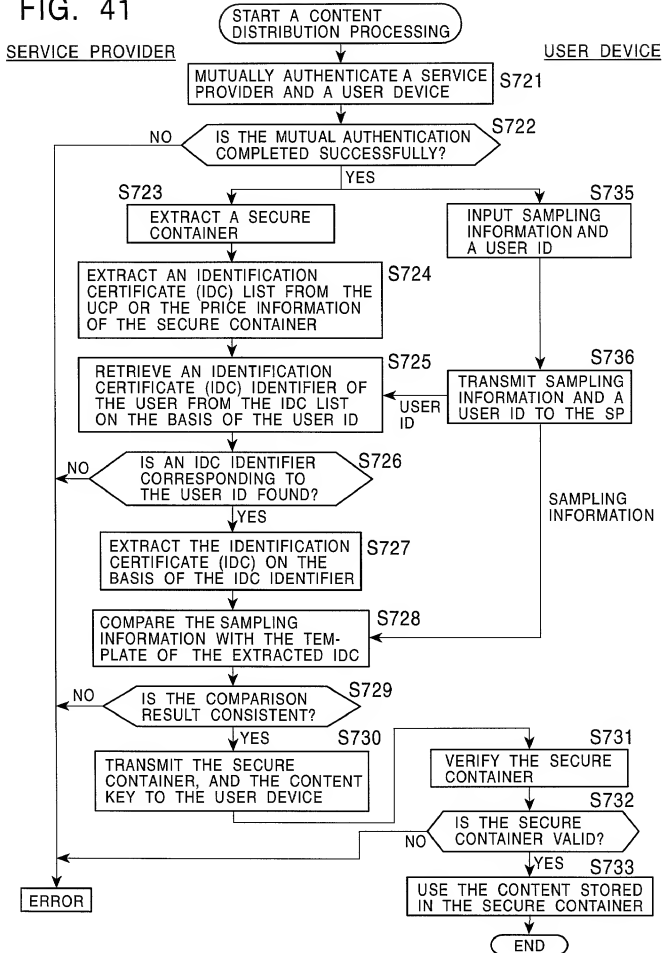 FIG. 41
START A CONTENT
DISTRIBUTION PROCESSING
SERVICE PROVIDER
USER DEVICE
MUTUALLY AUTHENTICATE A SERVICE
PROVIDER AND A USER DEVICE
S721
S722
NO
IS THE MUTUAL AUTHENTICATION
COMPLETED SUCCESSFULLY?
YES
S723
EXTRACT A SECURE
CONTAINER
S735
INPUT SAMPLING
INFORMATION AND
A USER ID
S724
EXTRACT AN IDENTIFICATION
CERTIFICATE (IDC) LIST FROM THE
UCP OR THE PRICE INFORMATION
OF THE SECURE CONTAINER
S725
RETRIEVE AN IDENTIFICATION
CERTIFICATE (IDC) IDENTIFIER OF
THE USER FROM THE IDC LIST
ON THE BASIS OF THE USER ID
USER
ID
S736
TRANSMIT SAMPLING
INFORMATION AND A
USER ID TO THE SP
S726
NO
IS AN IDC IDENTIFIER
CORRESPONDING TO
THE USER ID FOUND?
YES
SAMPLING
INFORMATION
S727
EXTRACT THE IDENTIFICATION
CERTIFICATE (IDC) ON THE
BASIS OF THE IDC IDENTIFIER
S728
COMPARE THE SAMPLING
INFORMATION WITH THE TEM-
PLATE OF THE EXTRACTED IDC
S729
NO
IS THE COMPARISON
RESULT CONSISTENT?
YES
S730
TRANSMIT THE SECURE
CONTAINER, AND THE CONTENT
KEY TO THE USER DEVICE
S731
VERIFY THE SECURE
CONTAINER
S732
IS THE SECURE
CONTAINER VALID?
NO
YES
S733
USE THE CONTENT STORED
IN THE SECURE CONTAINER
ERROR
END